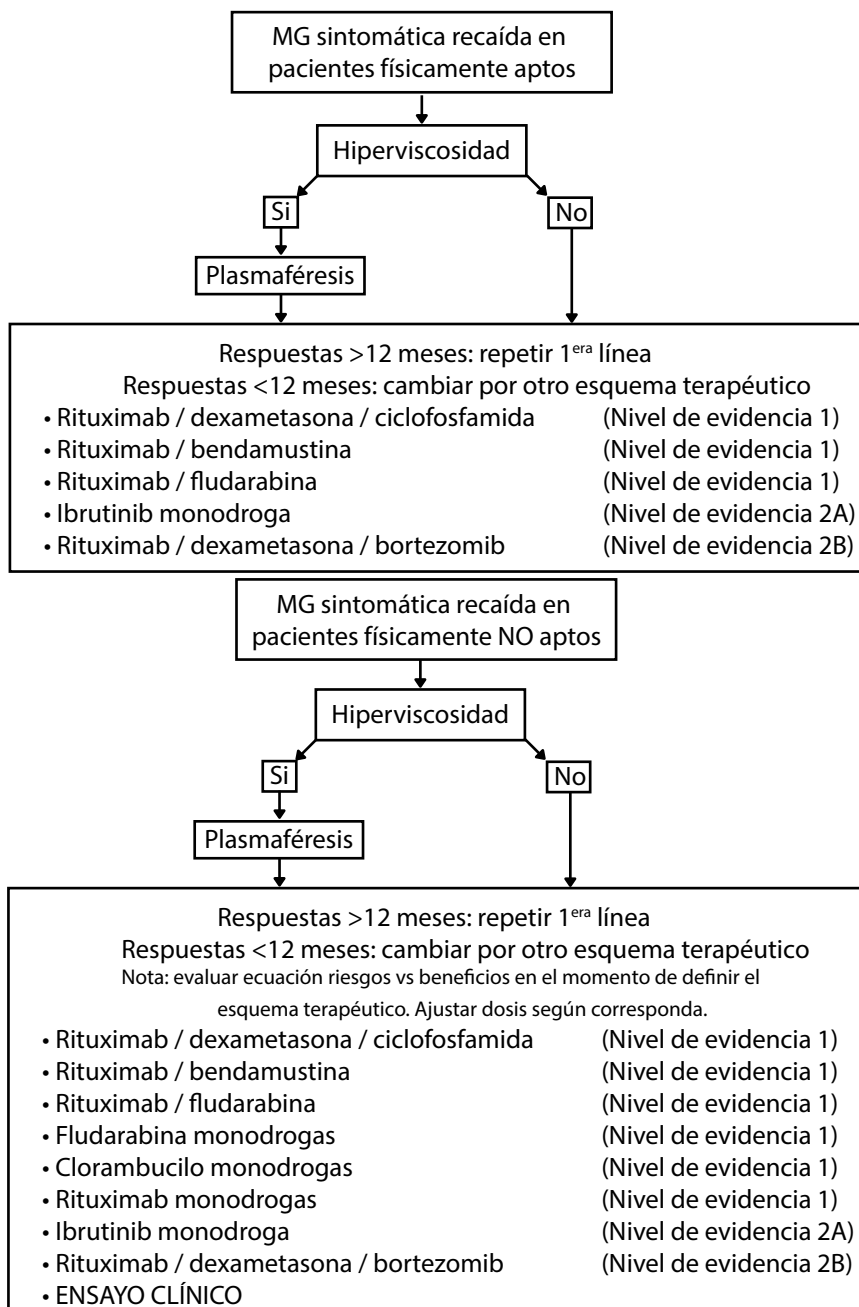 MG sintomática recaída en
pacientes físicamente aptos
Hiperviscosidad
Si
No
Plasmaféresis
Respuestas >12 meses: repetir 1era línea
Respuestas <12 meses: cambiar por otro esquema terapéutico
• Rituximab / dexametasona / ciclofosfamida (Nivel de evidencia 1)
• Rituximab / bendamustina (Nivel de evidencia 1)
• Rituximab / fludarabina (Nivel de evidencia 1)
• Ibrutinib monodroga (Nivel de evidencia 2A)
• Rituximab / dexametasona / bortezomib (Nivel de evidencia 2B)
MG sintomática recaída en
pacientes físicamente NO aptos
Hiperviscosidad
Si
No
Plasmaféresis
Respuestas >12 meses: repetir 1era línea
Respuestas <12 meses: cambiar por otro esquema terapéutico
Nota: evaluar ecuación riesgos vs beneficios en el momento de definir el
esquema terapéutico. Ajustar dosis según corresponda.
• Rituximab / dexametasona / ciclofosfamida (Nivel de evidencia 1)
• Rituximab / bendamustina (Nivel de evidencia 1)
• Rituximab / fludarabina (Nivel de evidencia 1)
• Fludarabina monodrogas (Nivel de evidencia 1)
• Clorambucilo monodrogas (Nivel de evidencia 1)
• Rituximab monodrogas (Nivel de evidencia 1)
• Ibrutinib monodroga (Nivel de evidencia 2A)
• Rituximab / dexametasona / bortezomib (Nivel de evidencia 2B)
• ENSAYO CLÍNICO